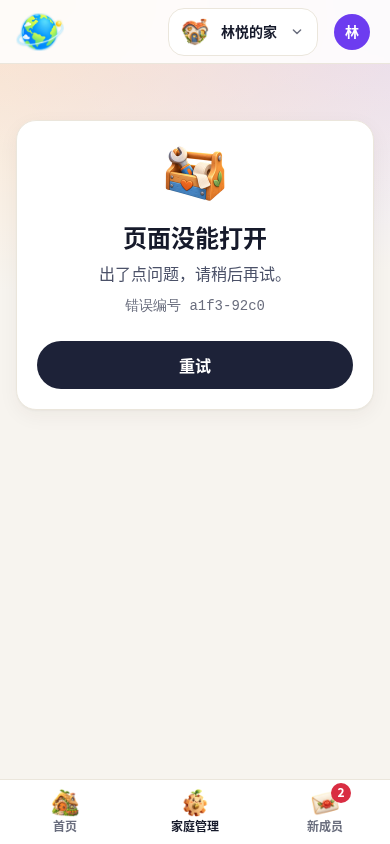 林悦的家
林
页面没能打开
出了点问题，请稍后再试。
错误编号 a1f3-92c0
重试
首页
家庭管理
2
新成员